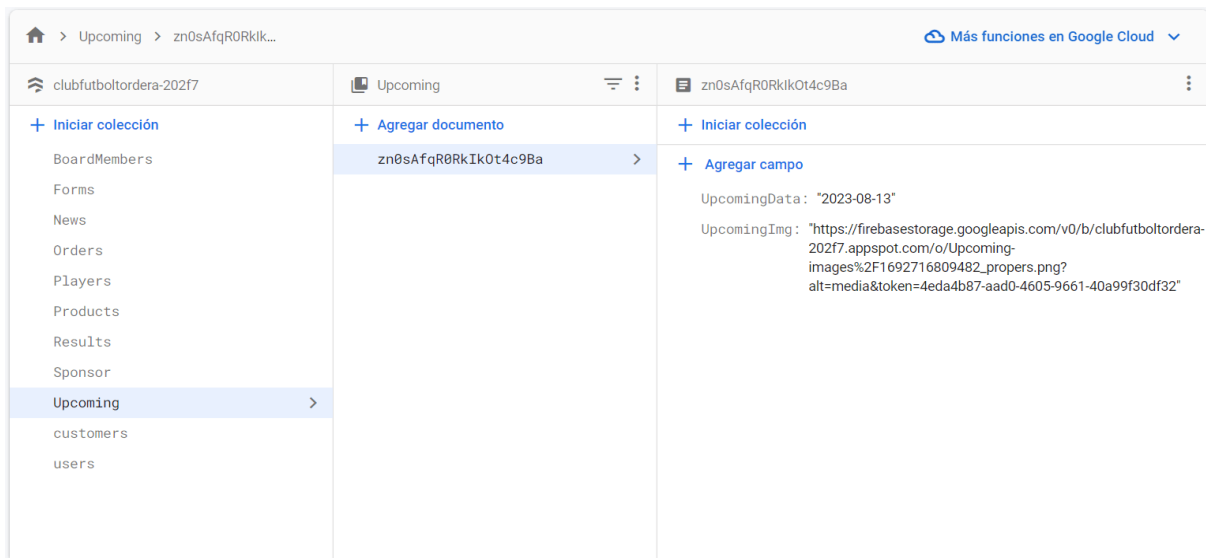 Upcoming > zn0sAfqR0RkIk...
Más funciones en Google Cloud
clubfutboltordera-202f7
Upcoming
zn0sAfqR0RkIkOt4c9Ba
+ Iniciar colección
+ Agregar documento
+ Iniciar colección
BoardMembers
Forms
News
Orders
Players
Products
Results
Sponsor
Upcoming
customers
users
zn0sAfqR0RkIkOt4c9Ba
+ Agregar campo
UpcomingData: "2023-08-13"
UpcomingImg: "https://firebasestorage.googleapis.com/v0/b/clubfutboltordera-
202f7.appspot.com/o/Upcoming-
images%2F1692716809482_propers.png?
alt=media&token=4eda4b87-aad0-4605-9661-40a99f30df32"